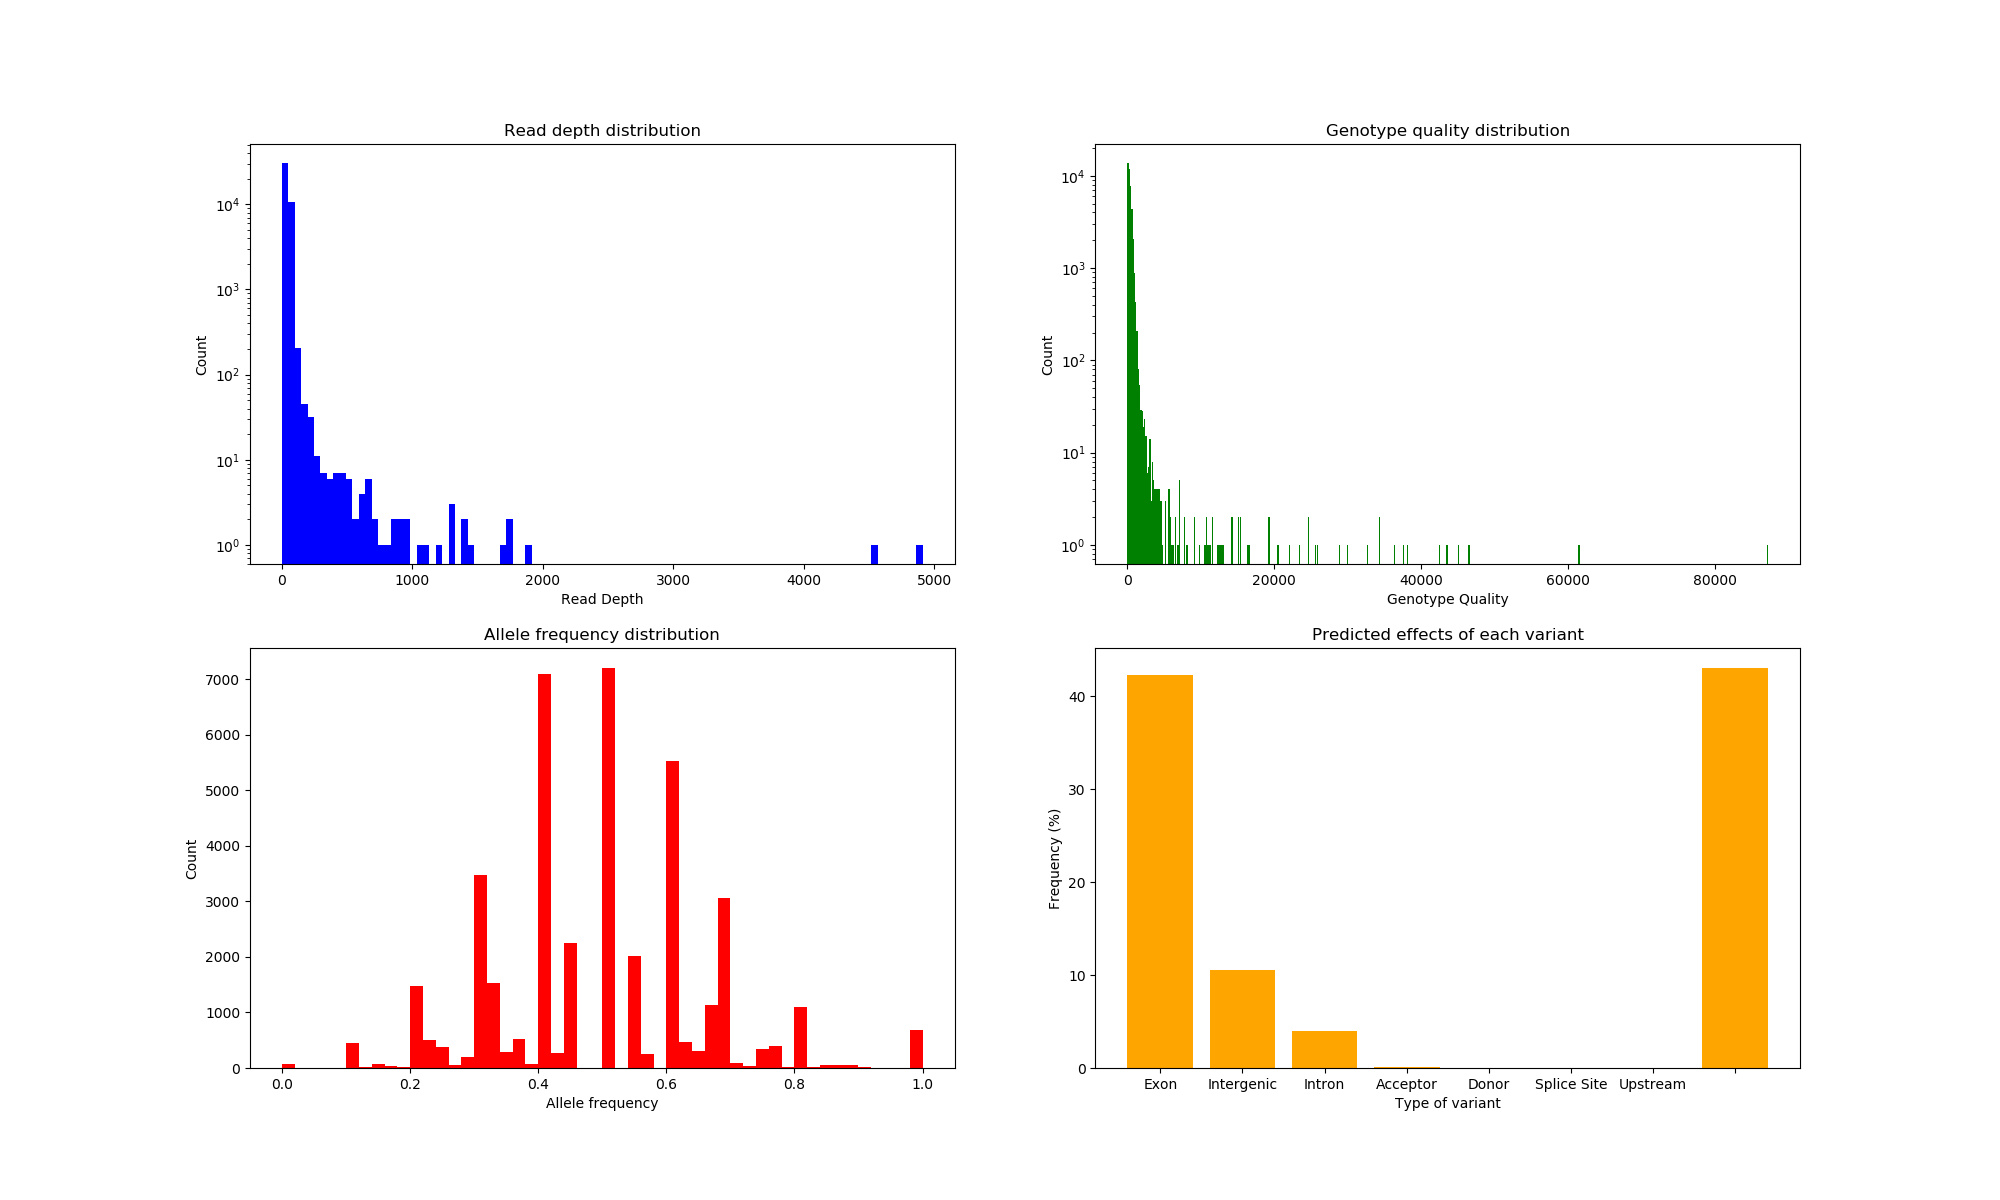 Read depth distribution
10^4
10^3
10^2
10^1
10^0
Count
0 1000 2000 3000 4000 5000
Read Depth
Genotype quality distribution
10^4
10^3
10^2
10^1
10^0
Count
0 20000 40000 60000 80000
Genotype Quality
Allele frequency distribution
7000
6000
5000
4000
3000
2000
1000
0
Count
0.0 0.2 0.4 0.6 0.8 1.0
Allele frequency
Predicted effects of each variant
40
30
20
10
0
Frequency (%)
Exon Intergenic Intron Acceptor Donor Splice Site Upstream
Type of variant